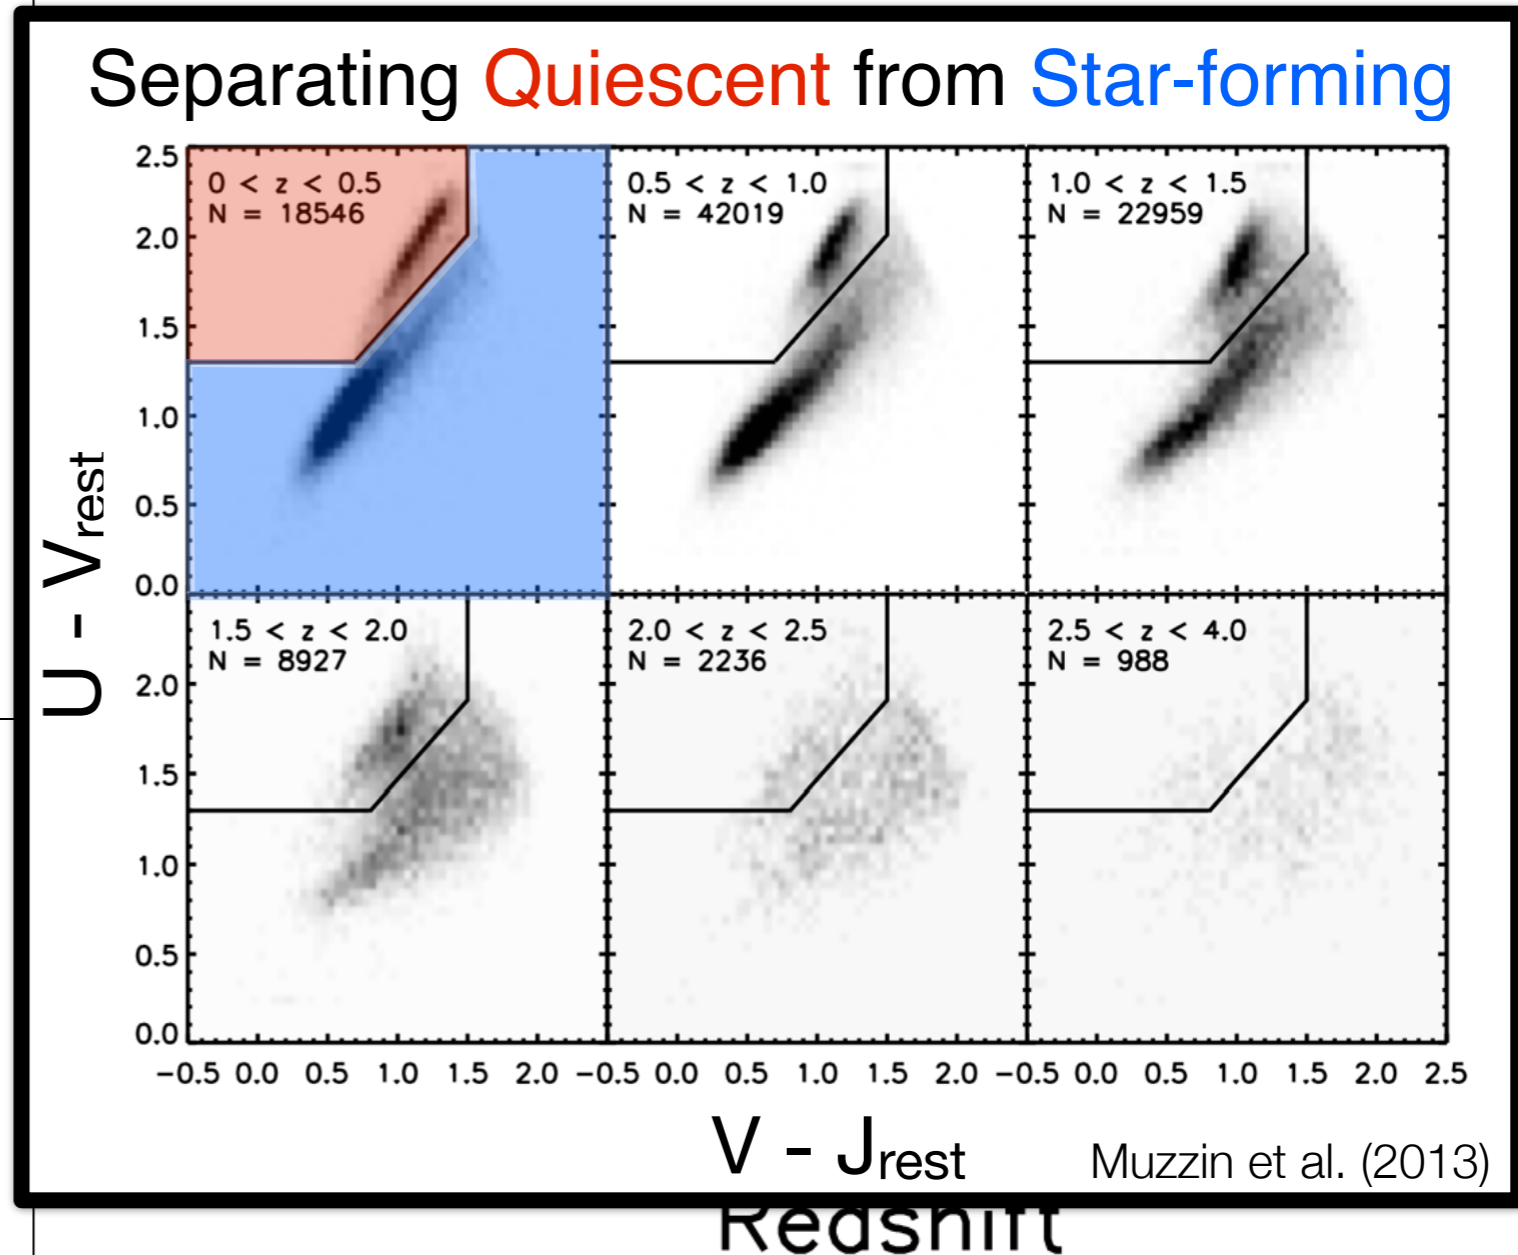 Separating Quiescent from Star-forming
2.5
0 < z < 0.5
N = 18546
0.5 < z < 1.0
N = 42019
1.0 < z < 1.5
N = 22959
2.0
1.5
1.0
0.5
0.0
U - Vrest
1.5 < z < 2.0
N = 8927
2.0 < z < 2.5
N = 2236
2.5 < z < 4.0
N = 988
2.0
1.5
1.0
0.5
0.0
−0.5 0.0 0.5 1.0 1.5 2.0 −0.5 0.0 0.5 1.0 1.5 2.0 −0.5 0.0 0.5 1.0 1.5 2.0 2.5
V - Jrest
Muzzin et al. (2013)
Redshift